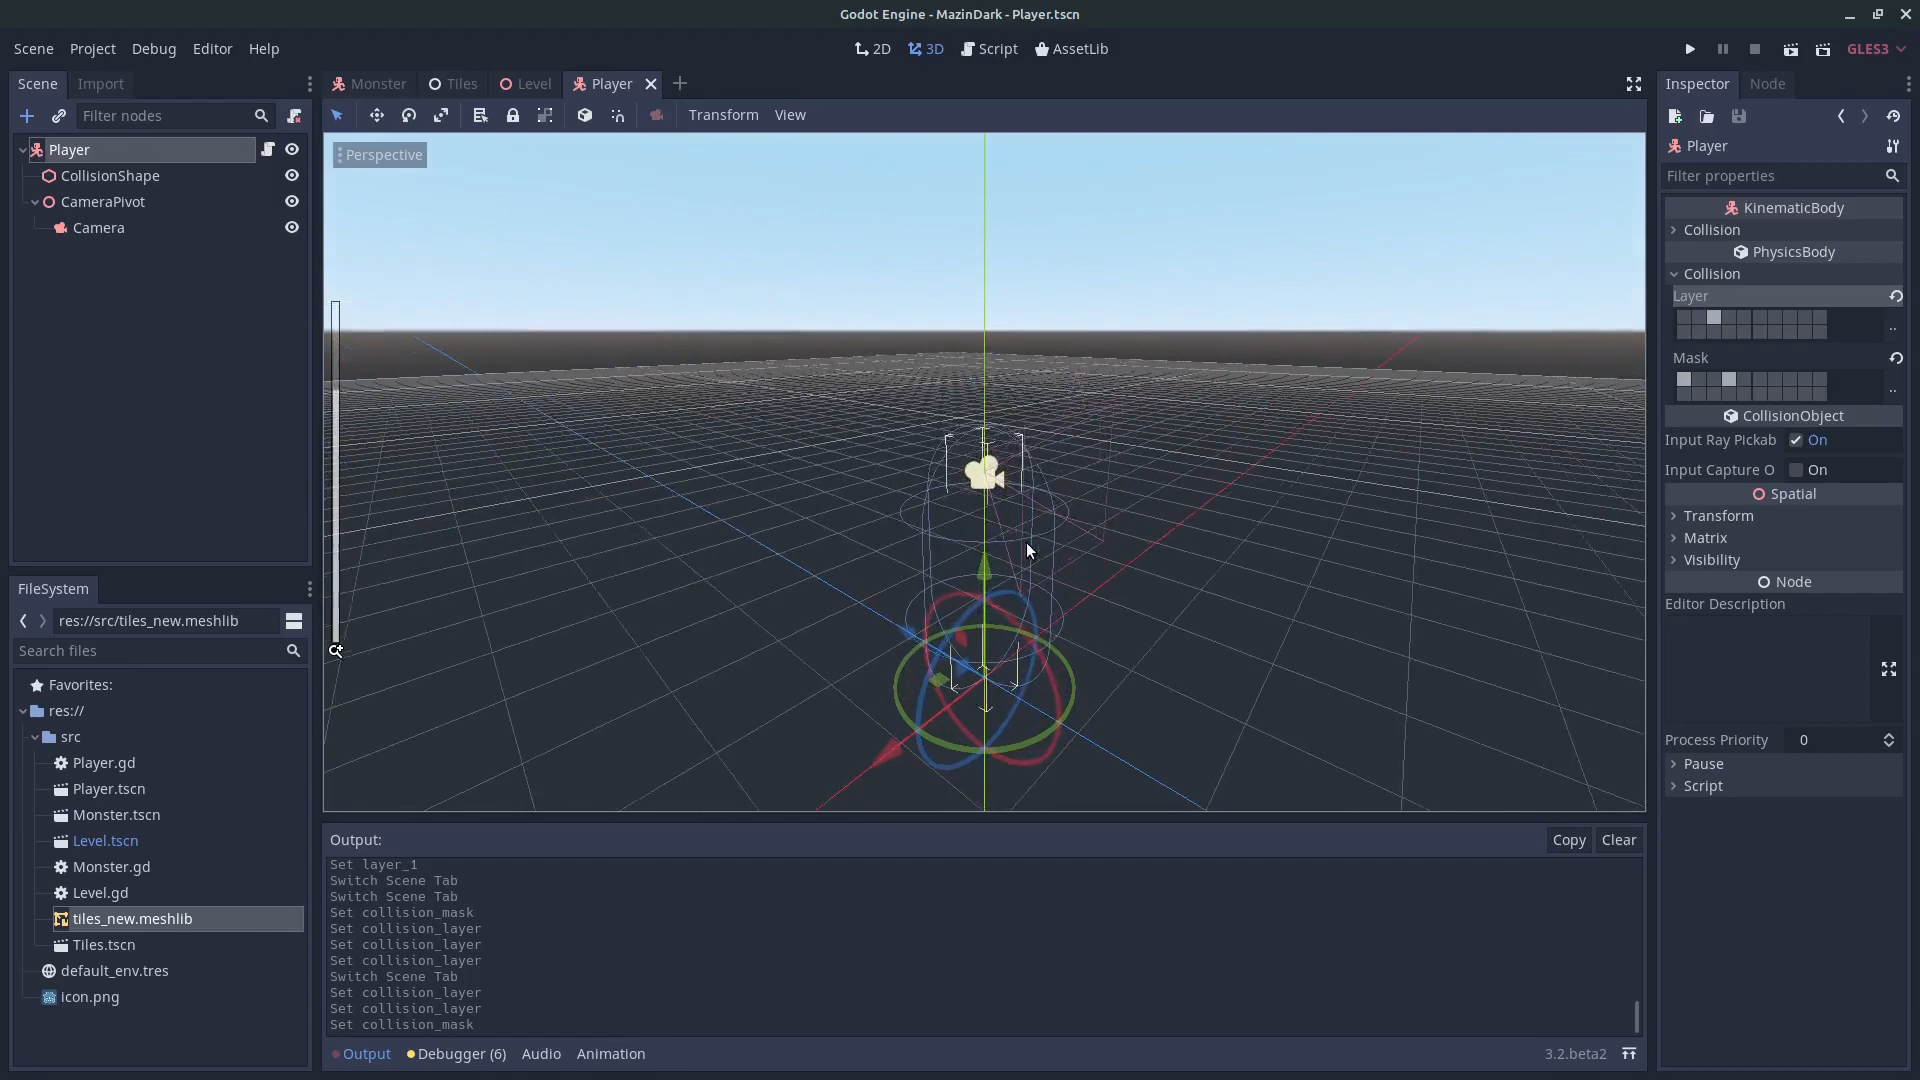 Godot Engine - MazinDark - Player.tscn
Scene Project Debug Editor Help
2D 3D Script AssetLib
GLES3
Scene Import
Filter nodes
Player
CollisionShape
CameraPivot
Camera
FileSystem
res://src/tiles_new.meshlib
Search files
Favorites:
res://
src
Player.gd
Player.tscn
Monster.tscn
Level.tscn
Monster.gd
Level.gd
tiles_new.meshlib
Tiles.tscn
default_env.tres
icon.png
Monster Tiles Level Player
Transform View
Perspective
Output:
Copy Clear
Set layer_1
Switch Scene Tab
Switch Scene Tab
Set collision_mask
Set collision_layer
Set collision_layer
Set collision_layer
Switch Scene Tab
Set collision_layer
Set collision_layer
Set collision_mask
Output Debugger (6) Audio Animation
3.2.beta2
Inspector Node
Player
Filter properties
KinematicBody
Collision
PhysicsBody
Collision
Layer
..
Mask
..
CollisionObject
Input Ray Pickab On
Input Capture O On
Spatial
Transform
Matrix
Visibility
Node
Editor Description
Process Priority 0
Pause
Script